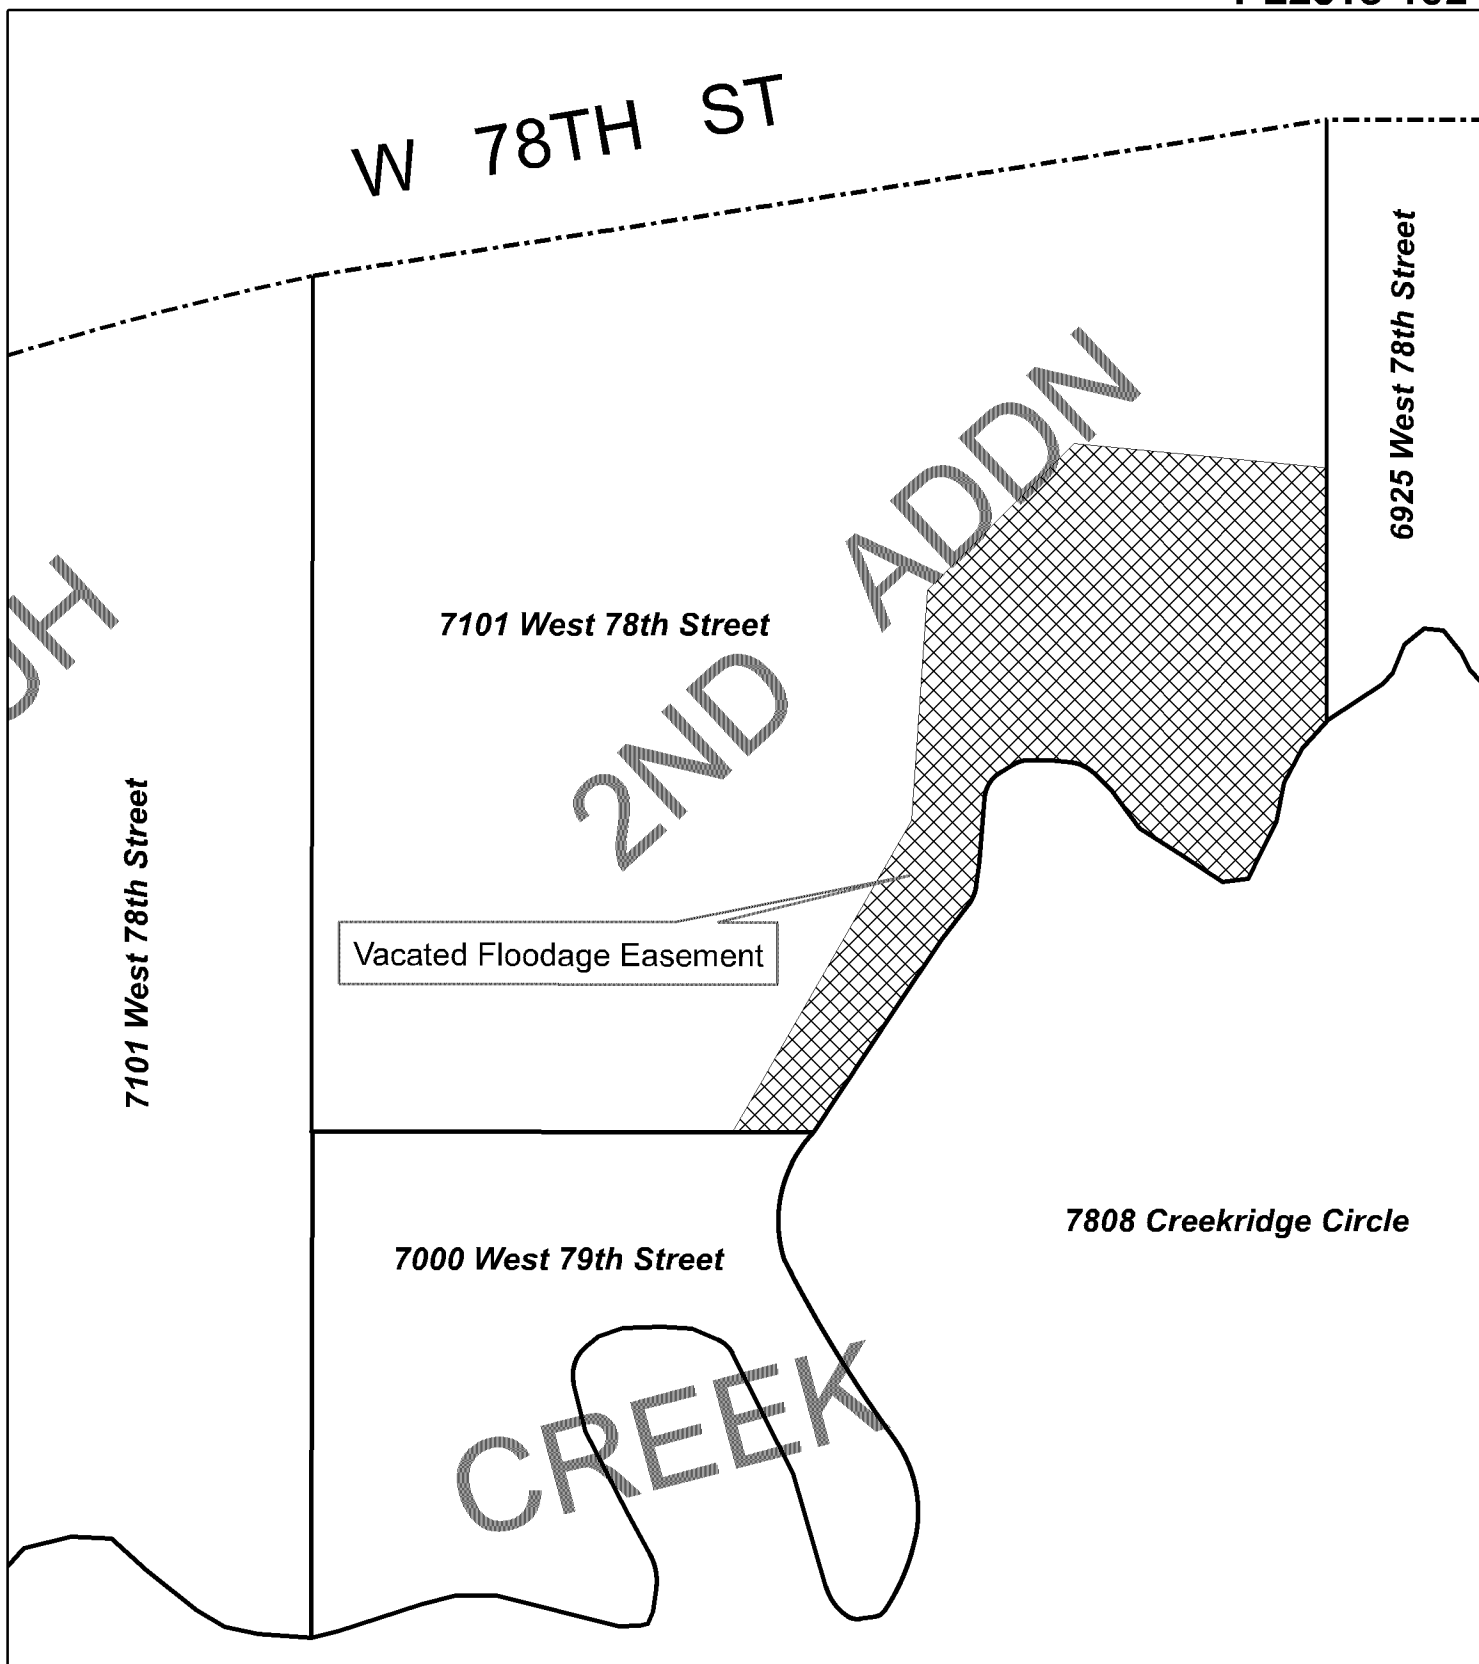 W 78TH ST
6925 West 78th Street
ADDN
7101 West 78th Street
2ND
7101 West 78th Street
Vacated Floodage Easement
7808 Creekridge Circle
7000 West 79th Street
CREEK